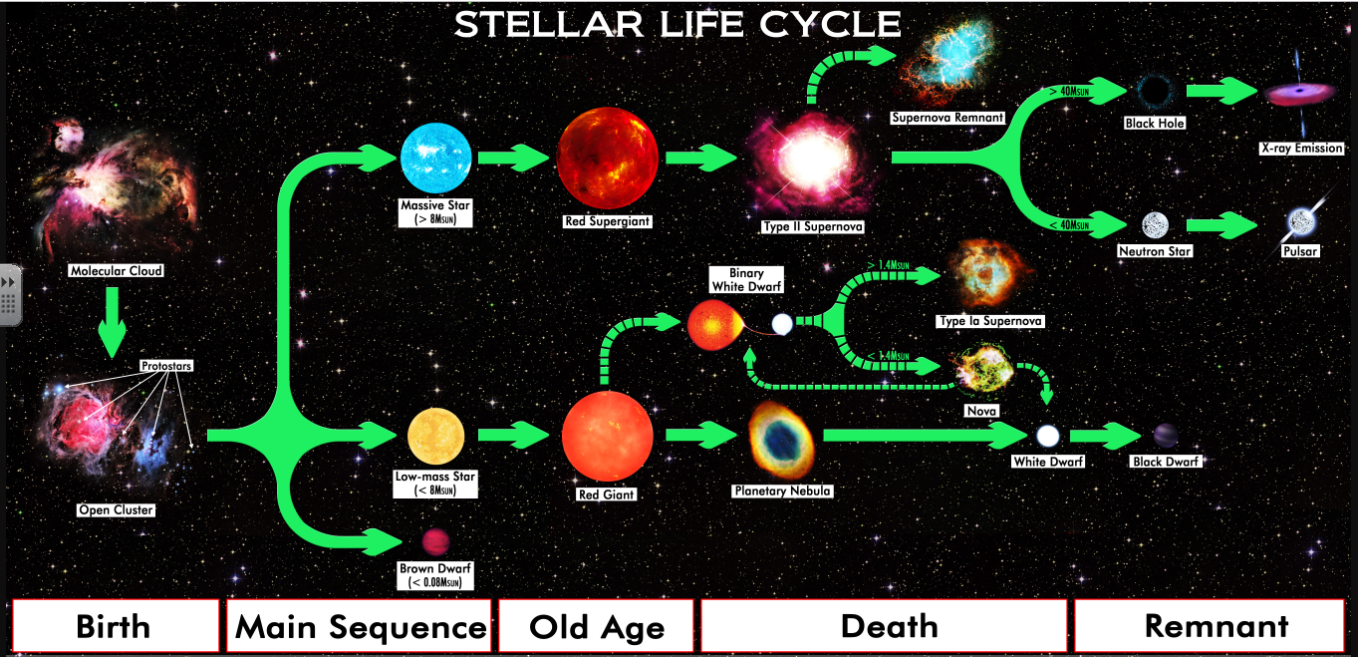 STELLAR LIFE CYCLE
Supernova Remnant
> 40MSUN
Black Hole
X-ray Emission
Massive Star
(> 8MSUN)
Red Supergiant
Type II Supernova
< 40MSUN
Neutron Star
Pulsar
Molecular Cloud
Binary
White Dwarf
> 1.4MSUN
Type Ia Supernova
Protostars
< 1.4MSUN
Nova
Low-mass Star
(< 8MSUN)
Red Giant
Planetary Nebula
White Dwarf
Black Dwarf
Open Cluster
Brown Dwarf
(< 0.08MSUN)
Birth
Main Sequence
Old Age
Death
Remnant